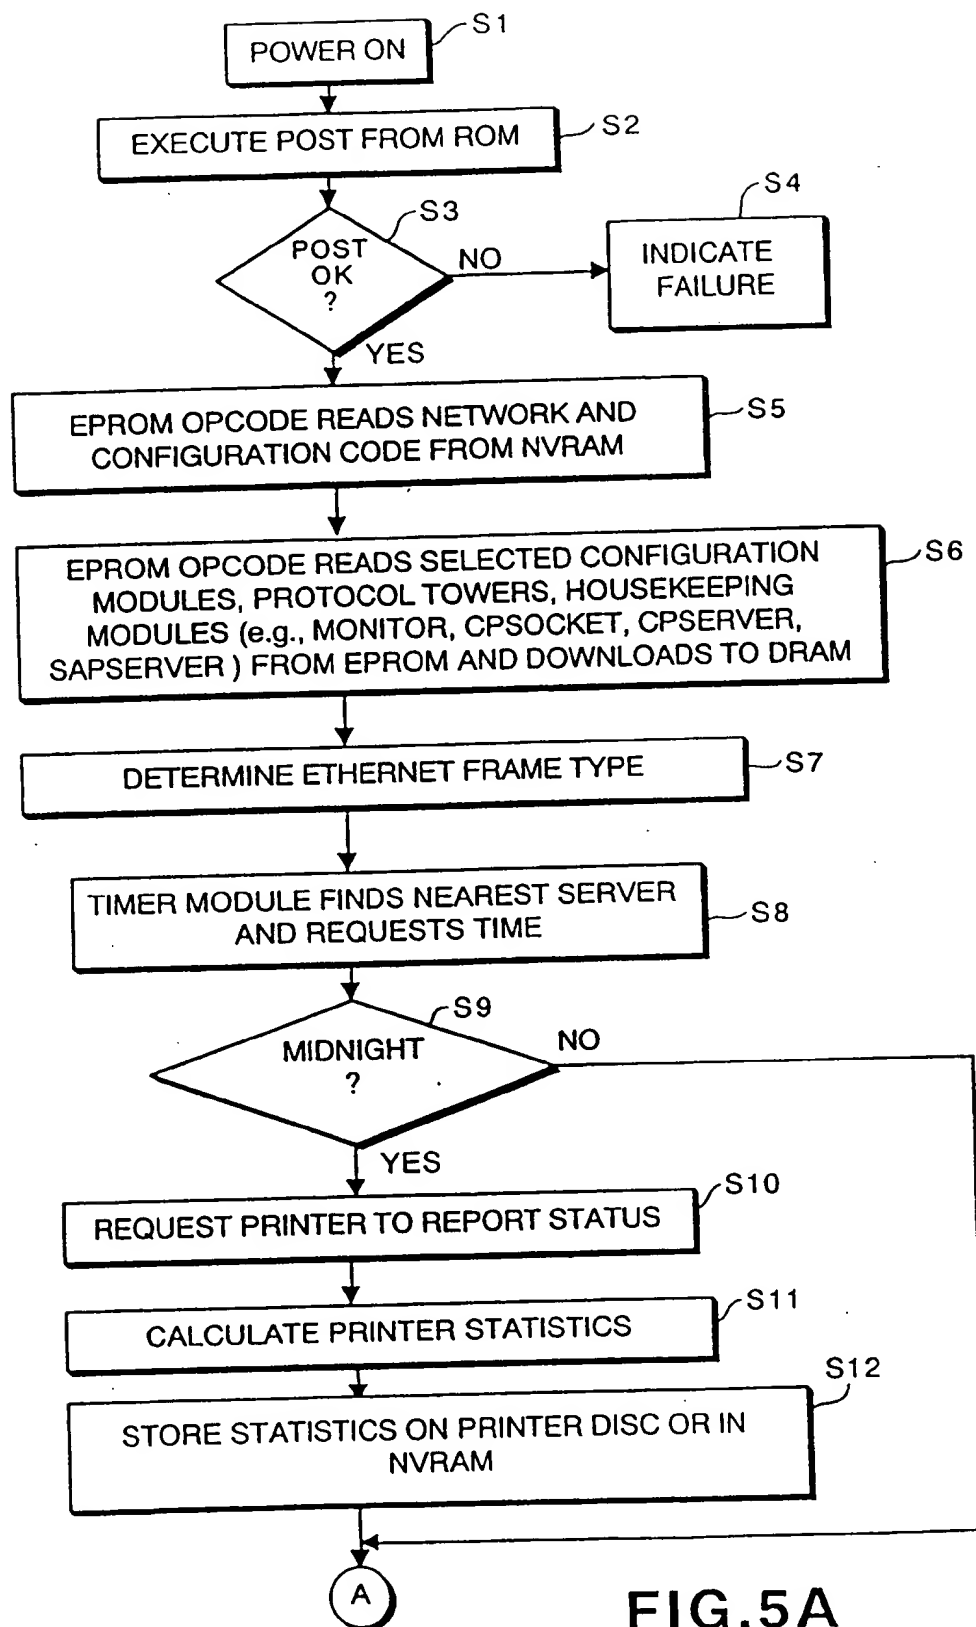 POWER ON
S1
EXECUTE POST FROM ROM
S2
S3
POST
OK
?
NO
S4
INDICATE
FAILURE
YES
EPROM OPCODE READS NETWORK AND
CONFIGURATION CODE FROM NVRAM
S5
EPROM OPCODE READS SELECTED CONFIGURATION
MODULES, PROTOCOL TOWERS, HOUSEKEEPING
MODULES (e.g., MONITOR, CPSOCKET, CPSERVER,
SAPSERVER ) FROM EPROM AND DOWNLOADS TO DRAM
S6
DETERMINE ETHERNET FRAME TYPE
S7
TIMER MODULE FINDS NEAREST SERVER
AND REQUESTS TIME
S8
S9
MIDNIGHT
?
NO
YES
REQUEST PRINTER TO REPORT STATUS
S10
CALCULATE PRINTER STATISTICS
S11
STORE STATISTICS ON PRINTER DISC OR IN
NVRAM
S12
A
FIG.5A